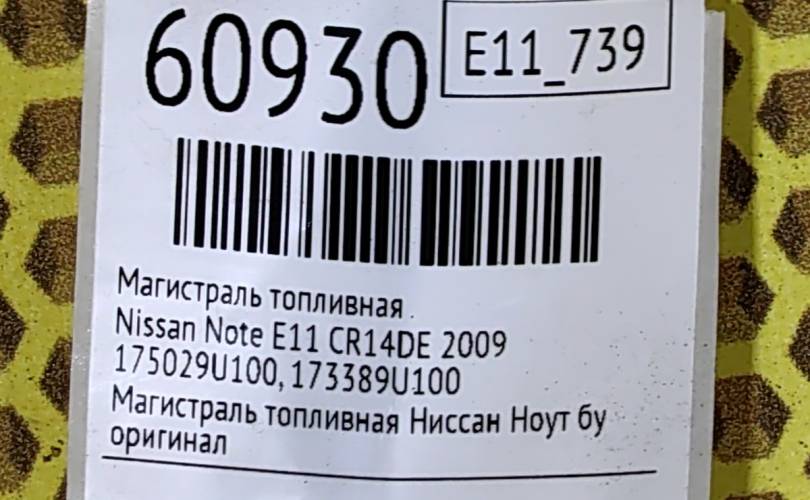 60930
E11_739
Магистраль топливная
Nissan Note E11 CR14DE 2009
175029U100, 173389U100
Магистраль топливная Ниссан Ноут бу
оригинал